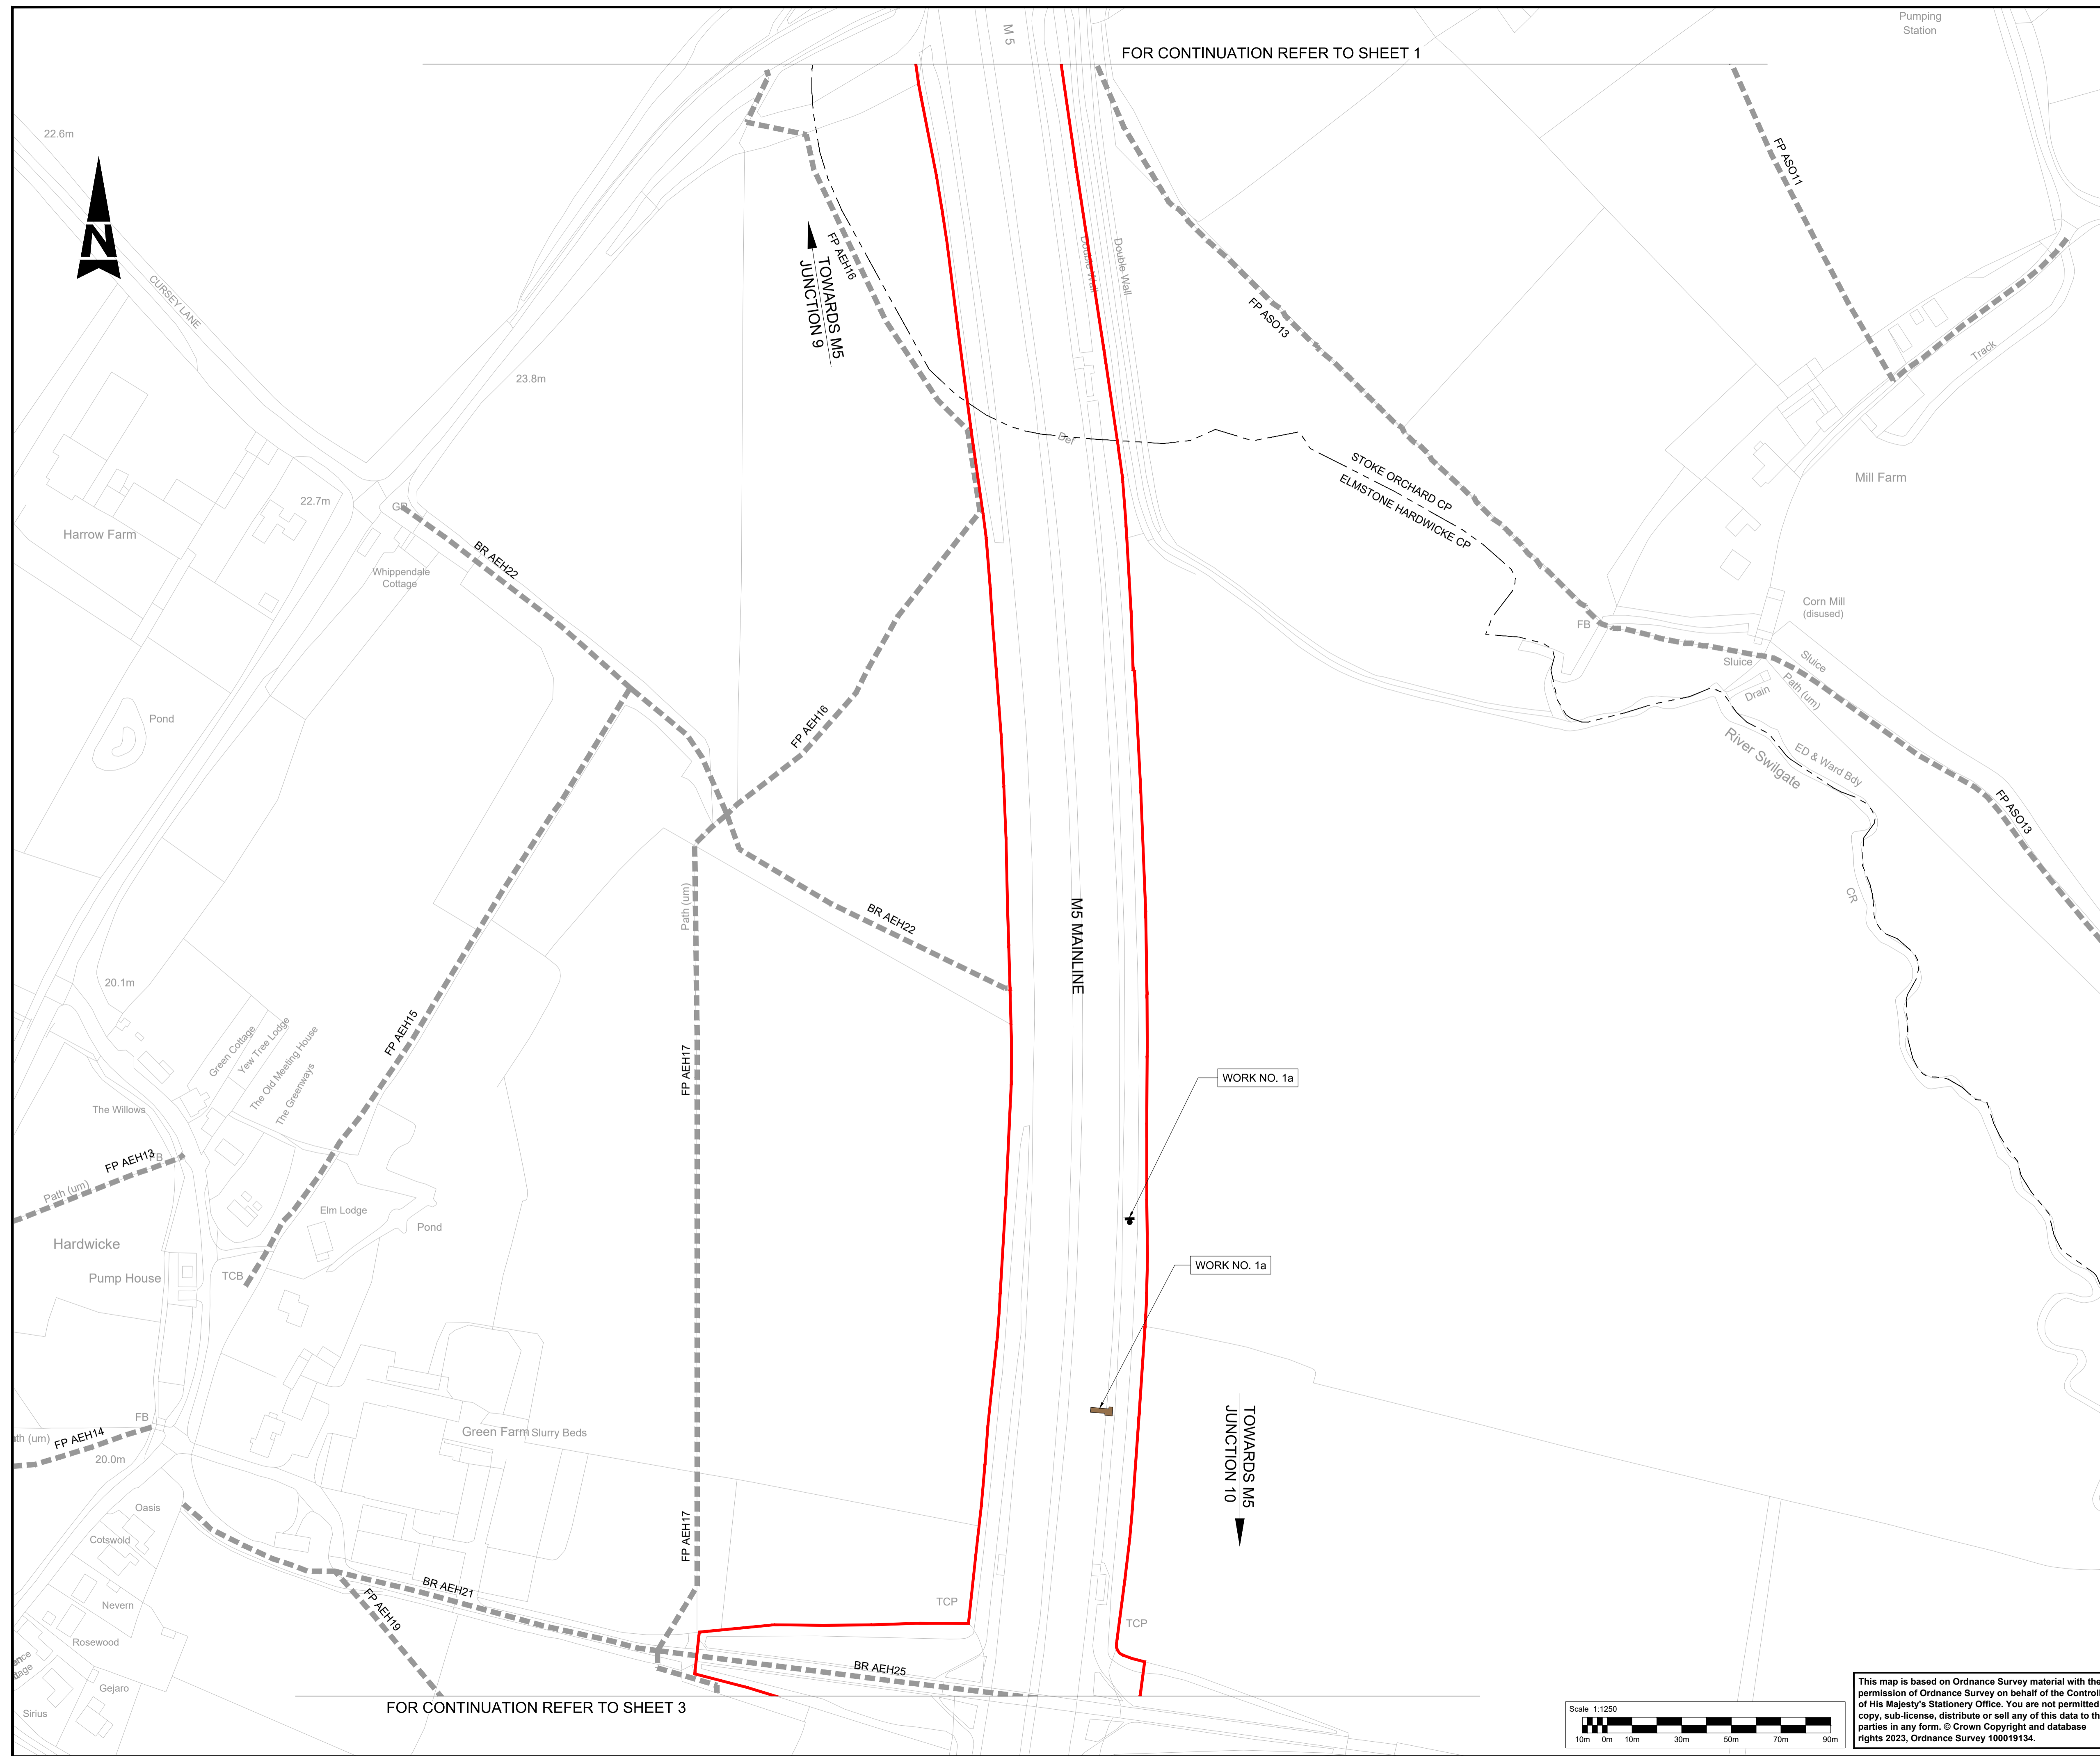 Pumping
Station
M 5
FOR CONTINUATION REFER TO SHEET 1
22.6m
N
CURSEY LANE
FP ASO11
FP AEH16
TOWARDS M5
JUNCTION 9
Double Wall
Double Wall
FP ASO13
Track
23.8m
Def
STOKE ORCHARD CP
ELMSTONE HARDWICKE CP
Mill Farm
22.7m
GP
Harrow Farm
BR AEH22
Whippendale
Cottage
Corn Mill
(disused)
FB
Sluice
Sluice
Path (um)
Drain
Pond
FP AEH16
River Swilgate
ED & Ward Bdy
FP ASO13
CR
Path (um)
BR AEH22
M5 MAINLINE
20.1m
FP AEH15
Green Cottage
Yew Tree Lodge
The Old Meeting House
The Greenways
FP AEH17
WORK NO. 1a
The Willows
FP AEH13
FB
Path (um)
Elm Lodge
Pond
Hardwicke
Pump House
TCB
WORK NO. 1a
FB
FP AEH14
20.0m
Green Farm
Slurry Beds
TOWARDS M5
JUNCTION 10
Oasis
Cotswold
FP AEH17
BR AEH21
FP AEH19
Nevern
TCP
TCP
Rosewood
BR AEH25
Gejaro
Sirius
FOR CONTINUATION REFER TO SHEET 3
Scale 1:1250
10m 0m 10m 30m 50m 70m 90m
This map is based on Ordnance Survey material with the
permission of Ordnance Survey on behalf of the
of His Majesty's Stationery Office. You are not permitted
copy, sub-license, distribute or sell any of this data to
parties in any form. © Crown Copyright and database
rights 2023, Ordnance Survey 100019134.